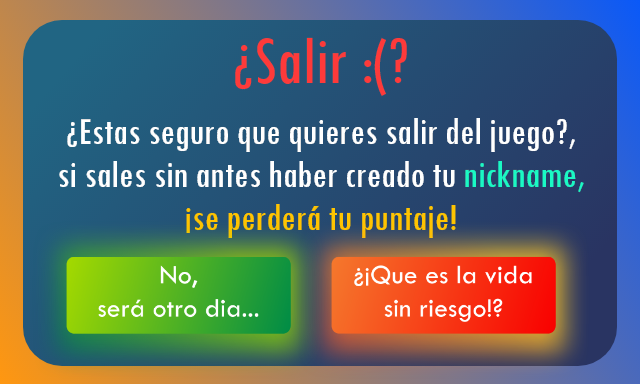 ¿Salir :(?
¿Estas seguro que quieres salir del juego?,
si sales sin antes haber creado tu nickname,
¡se perderá tu puntaje!
No,
será otro dia...
¿¡Que es la vida
sin riesgo!?